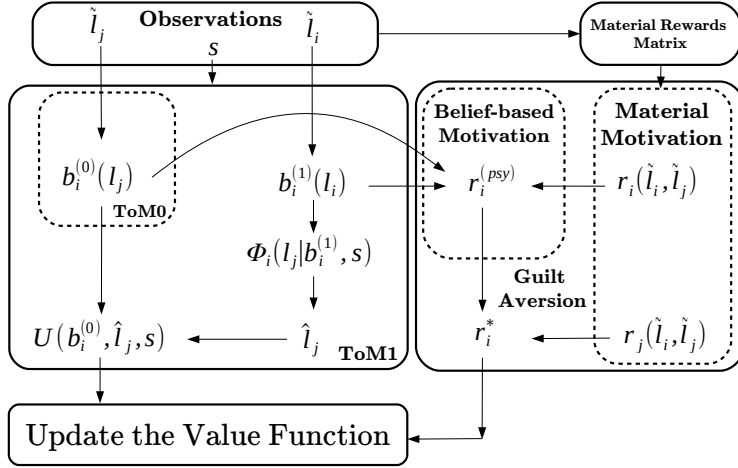 Observations
l̃_j
l̃_i
s
Material Rewards
Matrix
b_i^{(0)}(l_j)
ToM0
b_i^{(1)}(l_i)
Φ_i(l_j|b_i^{(1)}, s)
U(b_i^{(0)}, l̂_j, s)
l̂_j
ToM1
Belief-based
Motivation
r_i^{(psy)}
Material
Motivation
r_i(l̃_i, l̃_j)
Guilt
Aversion
r_i^*
r_j(l̃_i, l̃_j)
Update the Value Function